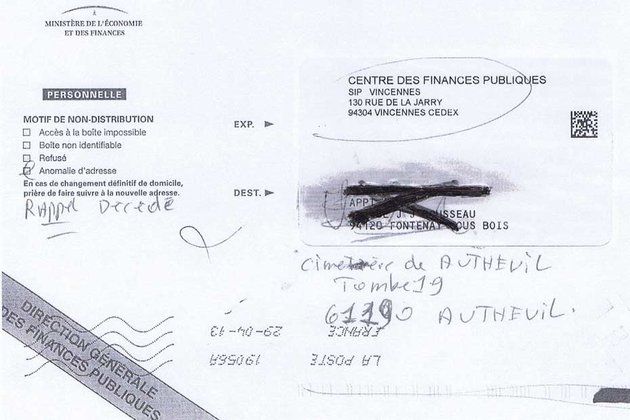 MINISTÈRE DE L'ÉCONOMIE
ET DES FINANCES
PERSONNELLE
MOTIF DE NON-DISTRIBUTION
Accès à la boîte impossible
Boîte non identifiable
Refusé
Anomalie d'adresse
En cas de changement définitif de domicile,
prière de faire suivre à la nouvelle adresse.
Rappel Décédé
EXP.
CENTRE DES FINANCES PUBLIQUES
SIP VINCENNES
130 RUE DE LA JARRY
94304 VINCENNES CEDEX
DEST.
94120 FONTENAY SOUS BOIS
Cimetière de AUTHEUIL
Tombe 19
61190 AUTHEUIL.
DIRECTION GÉNÉRALE
DES FINANCES PUBLIQUES
LA POSTE 19058A
FRANCE 29-04-13